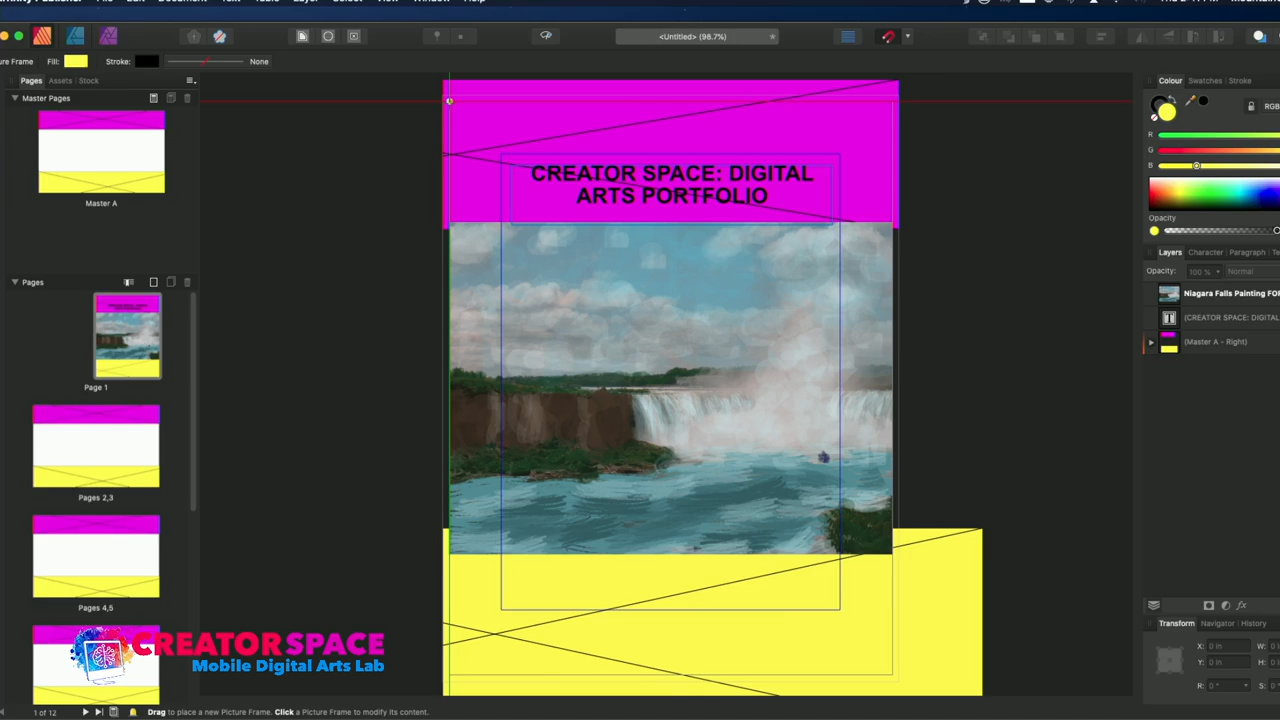 <Untitled> (98.7%)
Fill:
Stroke:
None
Pages
Assets
Stock
Master Pages
Master A
Pages
Page 1
Pages 2,3
Pages 4,5
CREATOR SPACE: DIGITAL
ARTS PORTFOLIO
CREATORSPACE
Mobile Digital Arts Lab
Colour
Swatches
Stroke
RGB
R
G
B
Opacity
Layers
Character
Paragraph
Opacity:
100 %
Normal
Niagara Falls Painting FOR
(CREATOR SPACE: DIGITAL
(Master A - Right)
fx
Transform
Navigator
History
X: 0 in
Y: 0 in
R: 0 °
S: 0
1 of 12
Drag to place a new Picture Frame. Click a Picture Frame to modify its content.